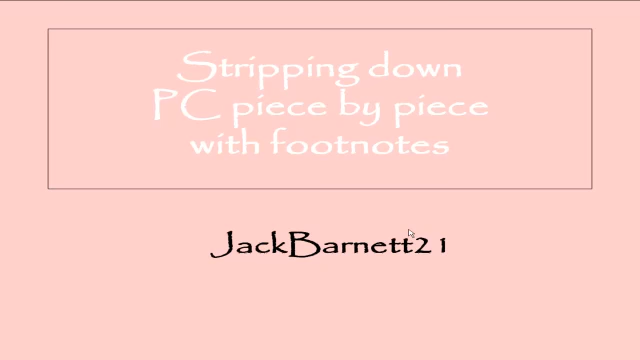 Stripping down
PC piece by piece
with footnotes
JackBarnett21